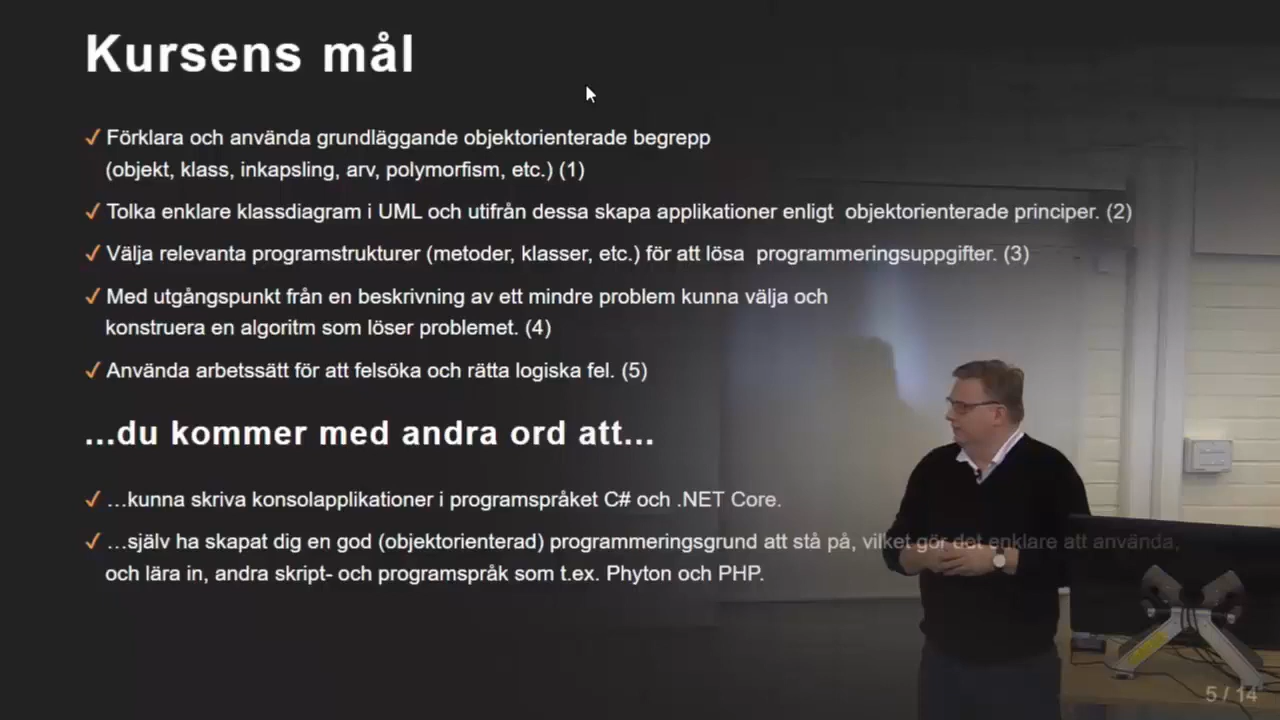 Kursens mål
✓ Förklara och använda grundläggande objektorienterade begrepp
(objekt, klass, inkapsling, arv, polymorfism, etc.) (1)
✓ Tolka enklare klassdiagram i UML och utifrån dessa skapa applikationer enligt objektorienterade principer. (2)
✓ Välja relevanta programstrukturer (metoder, klasser, etc.) för att lösa programmeringsuppgifter. (3)
✓ Med utgångspunkt från en beskrivning av ett mindre problem kunna välja och
konstruera en algoritm som löser problemet. (4)
✓ Använda arbetssätt för att felsöka och rätta logiska fel. (5)
...du kommer med andra ord att...
✓ ...kunna skriva konsolapplikationer i programspråket C# och .NET Core.
✓ ...själv ha skapat dig en god (objektorienterad) programmeringsgrund att stå på, vilket gör det enklare att använda,
och lära in, andra skript- och programspråk som t.ex. Phyton och PHP.
5 / 14